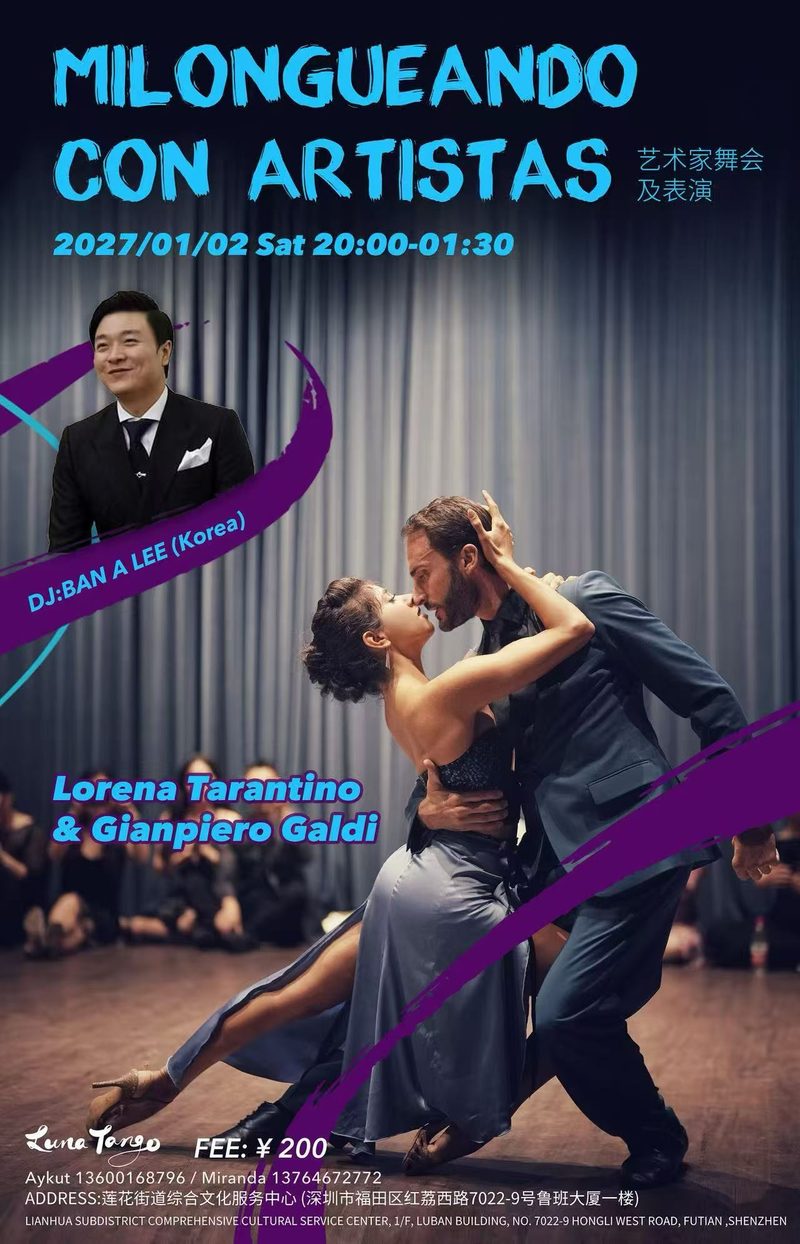 MILONGUEANDO
CON ARTISTAS
艺术家舞会
及表演
2027/01/02 Sat 20:00-01:30
DJ:BAN A LEE (Korea)
Lorena Tarantino
& Gianpiero Galdi
Luna Tango
FEE: ¥ 200
Aykut 13600168796 / Miranda 13764672772
ADDRESS:莲花街道综合文化服务中心 (深圳市福田区红荔西路7022-9号鲁班大厦一楼)
LIANHUA SUBDISTRICT COMPREHENSIVE CULTURAL SERVICE CENTER, 1/F, LUBAN BUILDING, NO. 7022-9 HONGLI WEST ROAD, FUTIAN ,SHENZHEN